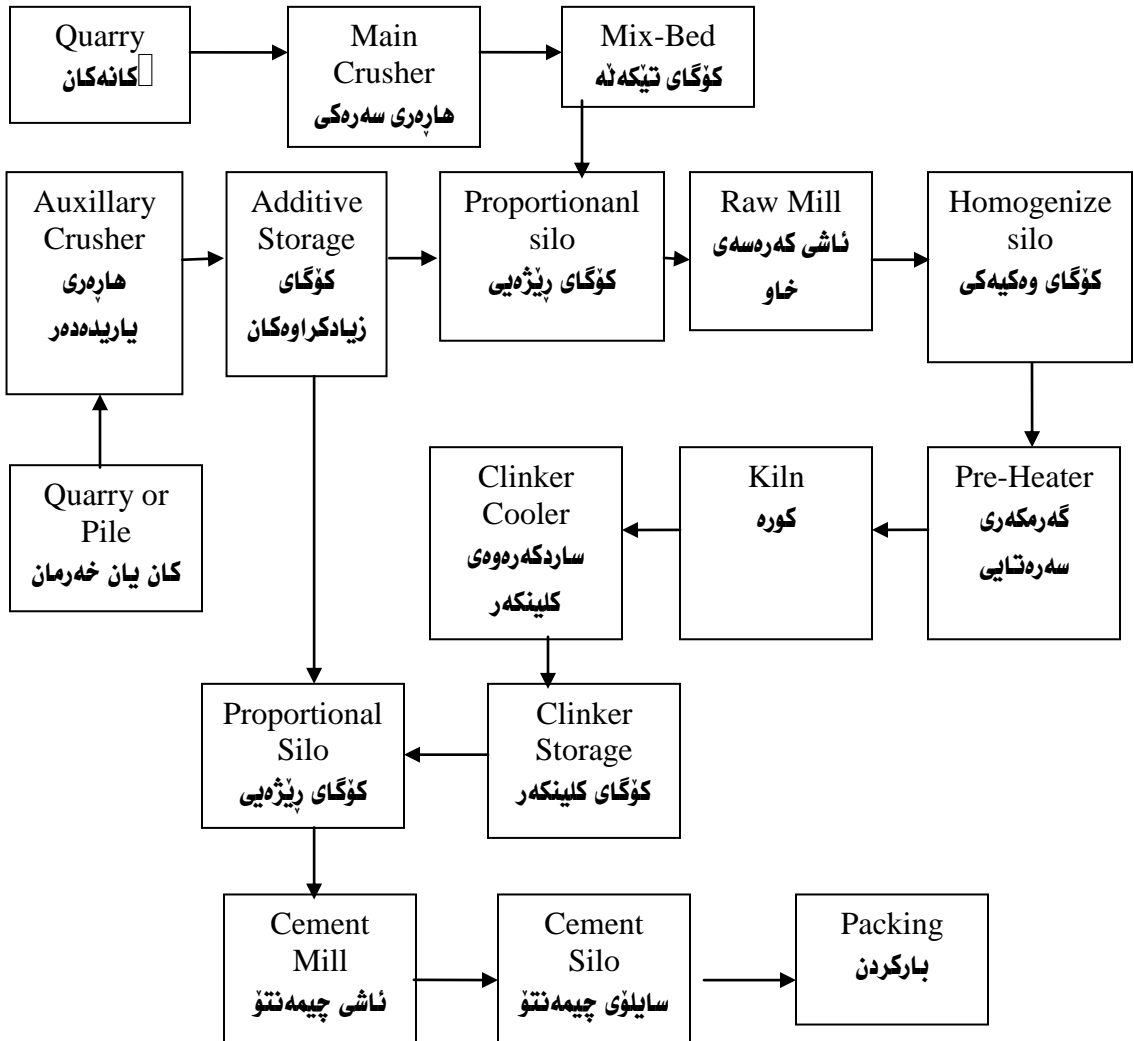 Quarry
کانەکان
Main
Crusher
هاڕەری سەرەکی
Mix-Bed
کۆگای تێکەڵە
Auxillary
Crusher
هاڕەری
یاریدەدەر
Additive
Storage
کۆگای
زیادکراوەکان
Proportionanl
silo
کۆگای ڕێژەیی
Raw Mill
ئاشی کەرەسەی
خاو
Homogenize
silo
کۆگای وەکیەکی
Quarry or
Pile
کان یان خەرمان
Clinker
Cooler
ساردکەرەوەی
کلینکەر
Kiln
کورە
Pre-Heater
گەرمکەری
سەرەتایی
Proportional
Silo
کۆگای ڕێژەیی
Clinker
Storage
کۆگای کلینکەر
Cement
Mill
ئاشی چیمەنتۆ
Cement
Silo
سایلۆی چیمەنتۆ
Packing
بارکردن